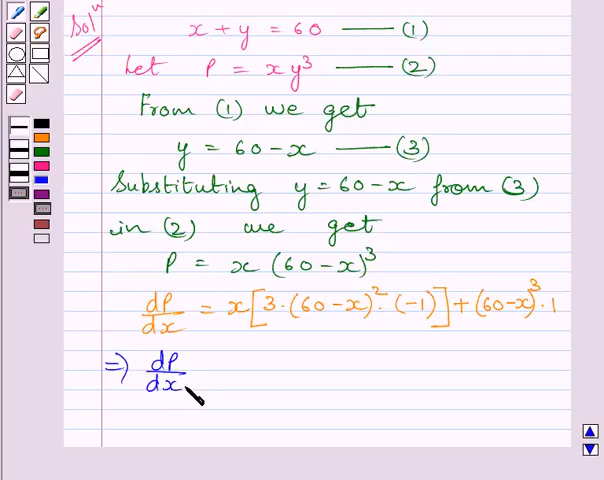 Solⁿ
x + y = 60 —— (1)
Let P = xy³ —— (2)
From (1) we get
y = 60 - x —— (3)
Substituting y = 60 - x from (3)
in (2) we get
P = x (60 - x)³
dP/dx = x[3·(60-x)²·(-1)] + (60-x)³·1
⇒ dP/dx